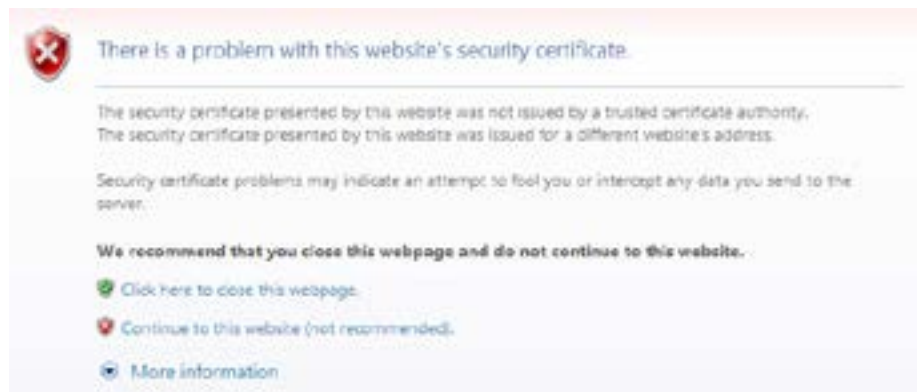 There is a problem with this website's security certificate.
The security certificate presented by this website was not issued by a trusted certificate authority.
The security certificate presented by this website was issued for a different website's address.
Security certificate problems may indicate an attempt to fool you or intercept any data you send to the
server.
We recommend that you close this webpage and do not continue to this website.
Click here to close this webpage.
Continue to this website (not recommended).
More information